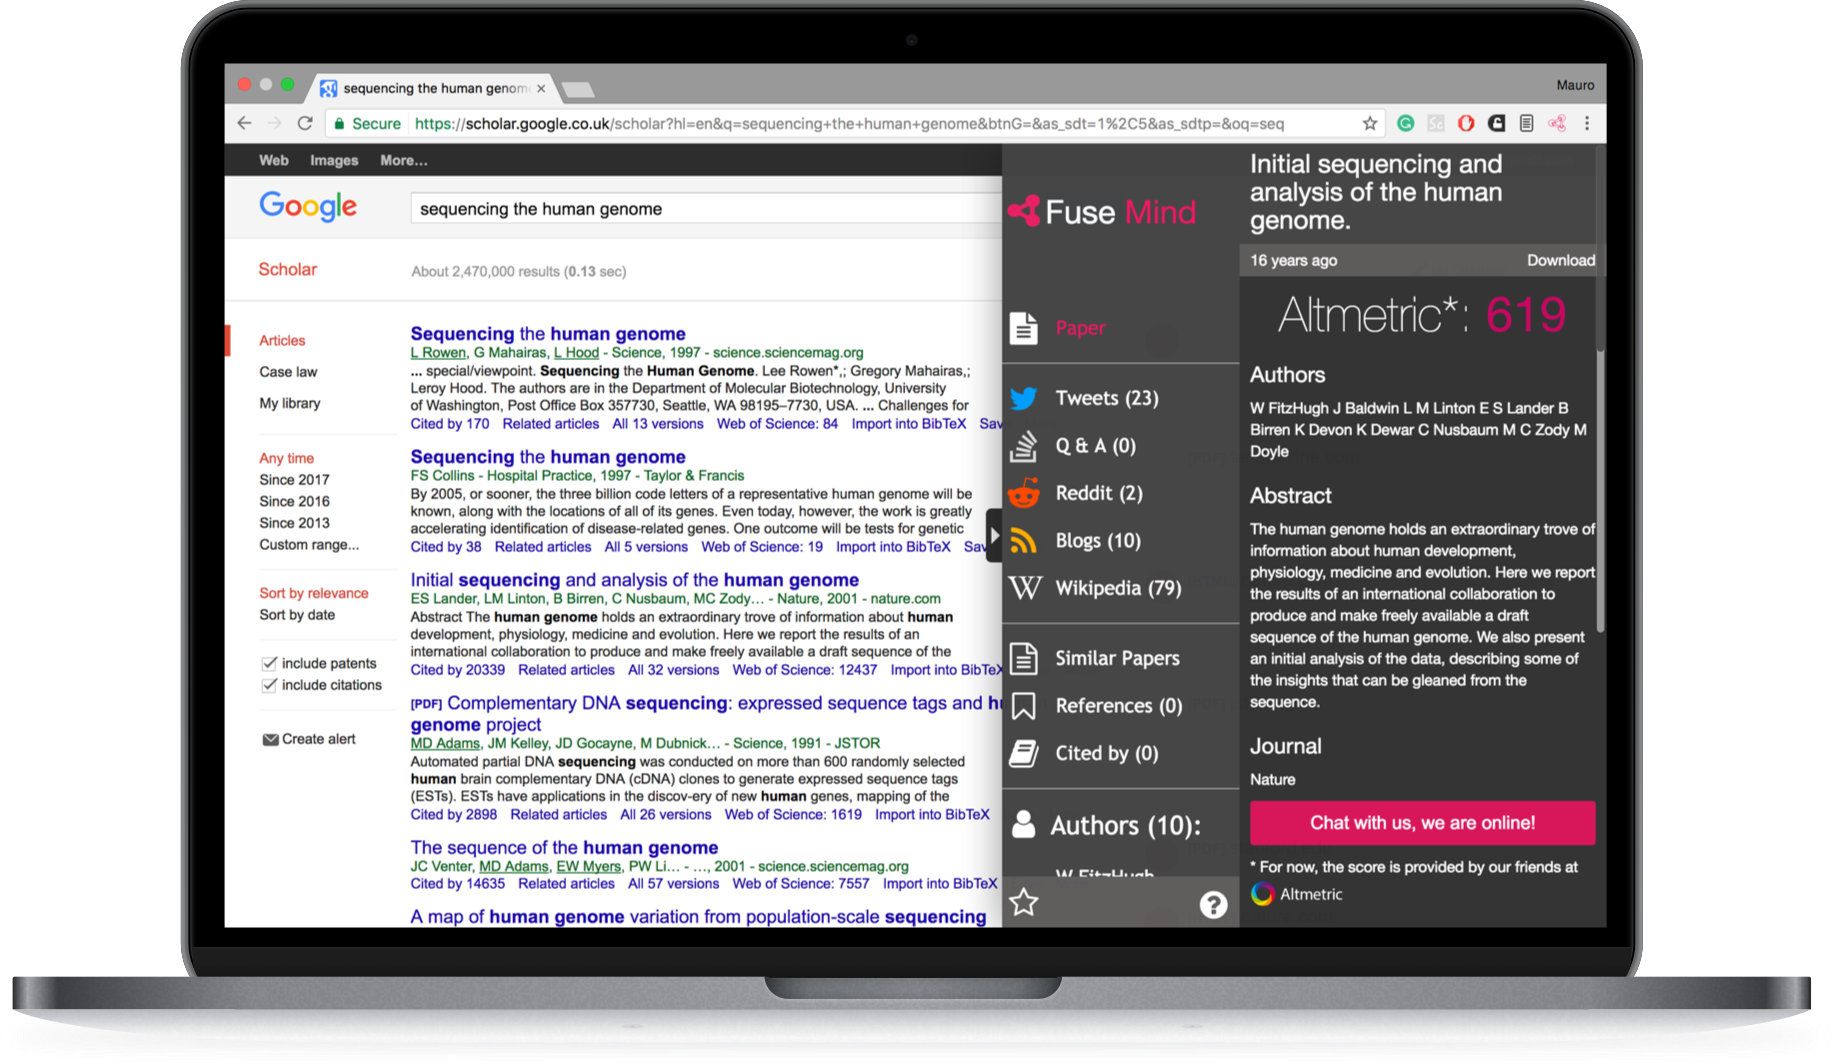 sequencing the human genom
Mauro
Secure
https://scholar.google.co.uk/scholar?hl=en&q=sequencing+the+human+genome&btnG=&as_sdt=1%2C5&as_sdtp=&oq=seq
Web Images More...
Google
sequencing the human genome
Scholar
About 2,470,000 results (0.13 sec)
Articles
Case law
My library
Any time
Since 2017
Since 2016
Since 2013
Custom range...
Sort by relevance
Sort by date
include patents
include citations
Create alert
Sequencing the human genome
L Rowen, G Mahairas, L Hood - Science, 1997 - science.sciencemag.org
... special/viewpoint. Sequencing the Human Genome. Lee Rowen*,; Gregory Mahairas,;
Leroy Hood. The authors are in the Department of Molecular Biotechnology, University
of Washington, Post Office Box 357730, Seattle, WA 98195–7730, USA. ... Challenges for
Cited by 170 Related articles All 13 versions Web of Science: 84 Import into BibTeX Sav
Sequencing the human genome
FS Collins - Hospital Practice, 1997 - Taylor & Francis
By 2005, or sooner, the three billion code letters of a representative human genome will be
known, along with the locations of all of its genes. Even today, however, the work is greatly
accelerating identification of disease-related genes. One outcome will be tests for genetic
Cited by 38 Related articles All 5 versions Web of Science: 19 Import into BibTeX Sav
Initial sequencing and analysis of the human genome
ES Lander, LM Linton, B Birren, C Nusbaum, MC Zody... - Nature, 2001 - nature.com
Abstract The human genome holds an extraordinary trove of information about human
development, physiology, medicine and evolution. Here we report the results of an
international collaboration to produce and make freely available a draft sequence of the
Cited by 20339 Related articles All 32 versions Web of Science: 12437 Import into BibTeX
[PDF] Complementary DNA sequencing: expressed sequence tags and hu
genome project
MD Adams, JM Kelley, JD Gocayne, M Dubnick... - Science, 1991 - JSTOR
Automated partial DNA sequencing was conducted on more than 600 randomly selected
human brain complementary DNA (cDNA) clones to generate expressed sequence tags
(ESTs). ESTs have applications in the discov-ery of new human genes, mapping of the
Cited by 2898 Related articles All 26 versions Web of Science: 1619 Import into BibTeX
The sequence of the human genome
JC Venter, MD Adams, EW Myers, PW Li... - ..., 2001 - science.sciencemag.org
Cited by 14635 Related articles All 57 versions Web of Science: 7557 Import into BibTeX
A map of human genome variation from population-scale sequencing
Fuse Mind
Paper
Tweets (23)
Q & A (0)
Reddit (2)
Blogs (10)
Wikipedia (79)
Similar Papers
References (0)
Cited by (0)
Authors (10):
W FitzHugh
Initial sequencing and
analysis of the human
genome.
16 years ago
Download
Altmetric*: 619
Authors
W FitzHugh J Baldwin L M Linton E S Lander B
Birren K Devon K Dewar C Nusbaum M C Zody M
Doyle
Abstract
The human genome holds an extraordinary trove of
information about human development,
physiology, medicine and evolution. Here we report
the results of an international collaboration to
produce and make freely available a draft
sequence of the human genome. We also present
an initial analysis of the data, describing some of
the insights that can be gleaned from the
sequence.
Journal
Nature
Chat with us, we are online!
* For now, the score is provided by our friends at
Altmetric